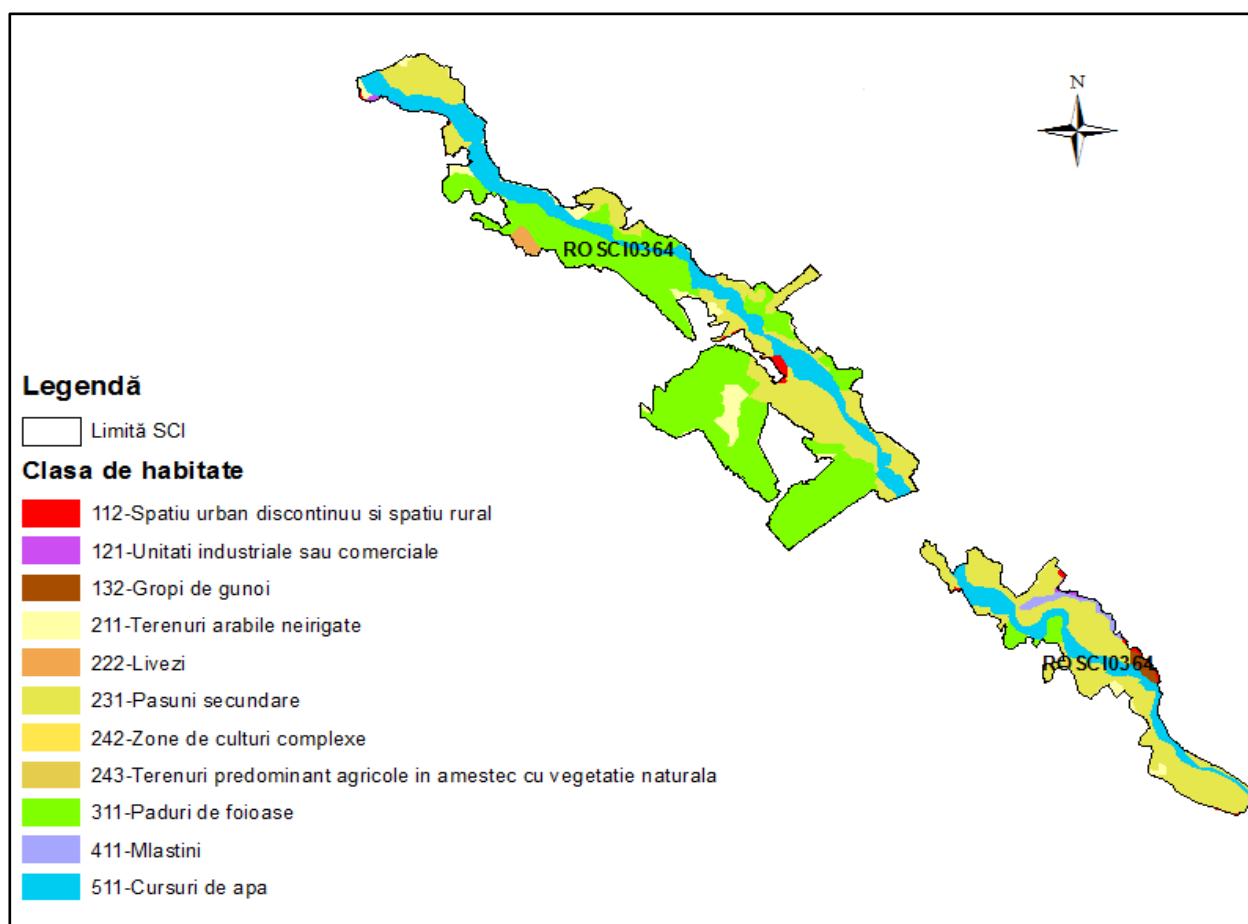 N
ROSCI0364
Legendă
Limită SCI
Clasa de habitate
112-Spatiu urban discontinuu si spatiu rural
121-Unitati industriale sau comerciale
132-Gropi de gunoi
211-Terenuri arabile neirigate
222-Livezi
231-Pasuni secundare
242-Zone de culturi complexe
243-Terenuri predominant agricole in amestec cu vegetatie naturala
311-Paduri de foioase
411-Mlastini
511-Cursuri de apa
ROSCI0364